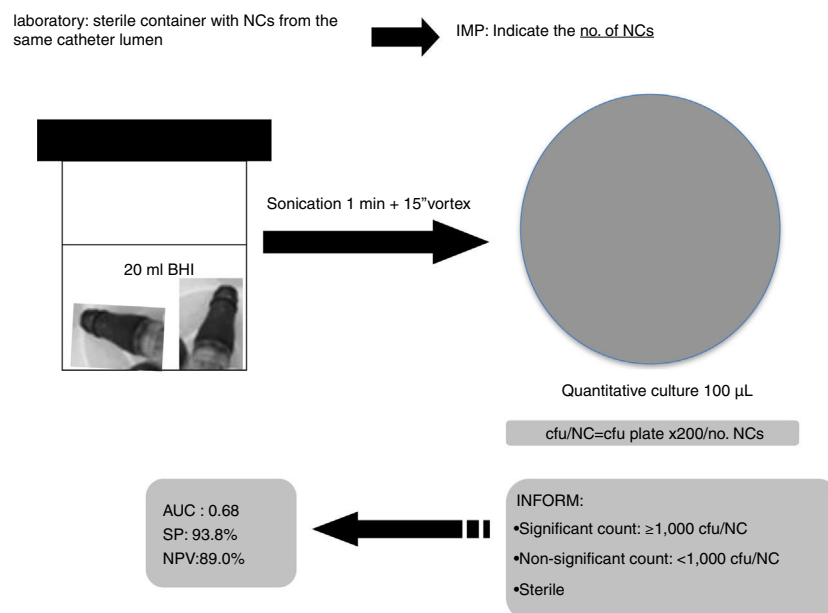 laboratory: sterile container with NCs from the
same catheter lumen
IMP: Indicate the no. of NCs
Sonication 1 min + 15”vortex
20 ml BHI
Quantitative culture 100 µL
cfu/NC=cfu plate x200/no. NCs
INFORM:
•Significant count: ≥1,000 cfu/NC
•Non-significant count: <1,000 cfu/NC
•Sterile
AUC : 0.68
SP: 93.8%
NPV:89.0%